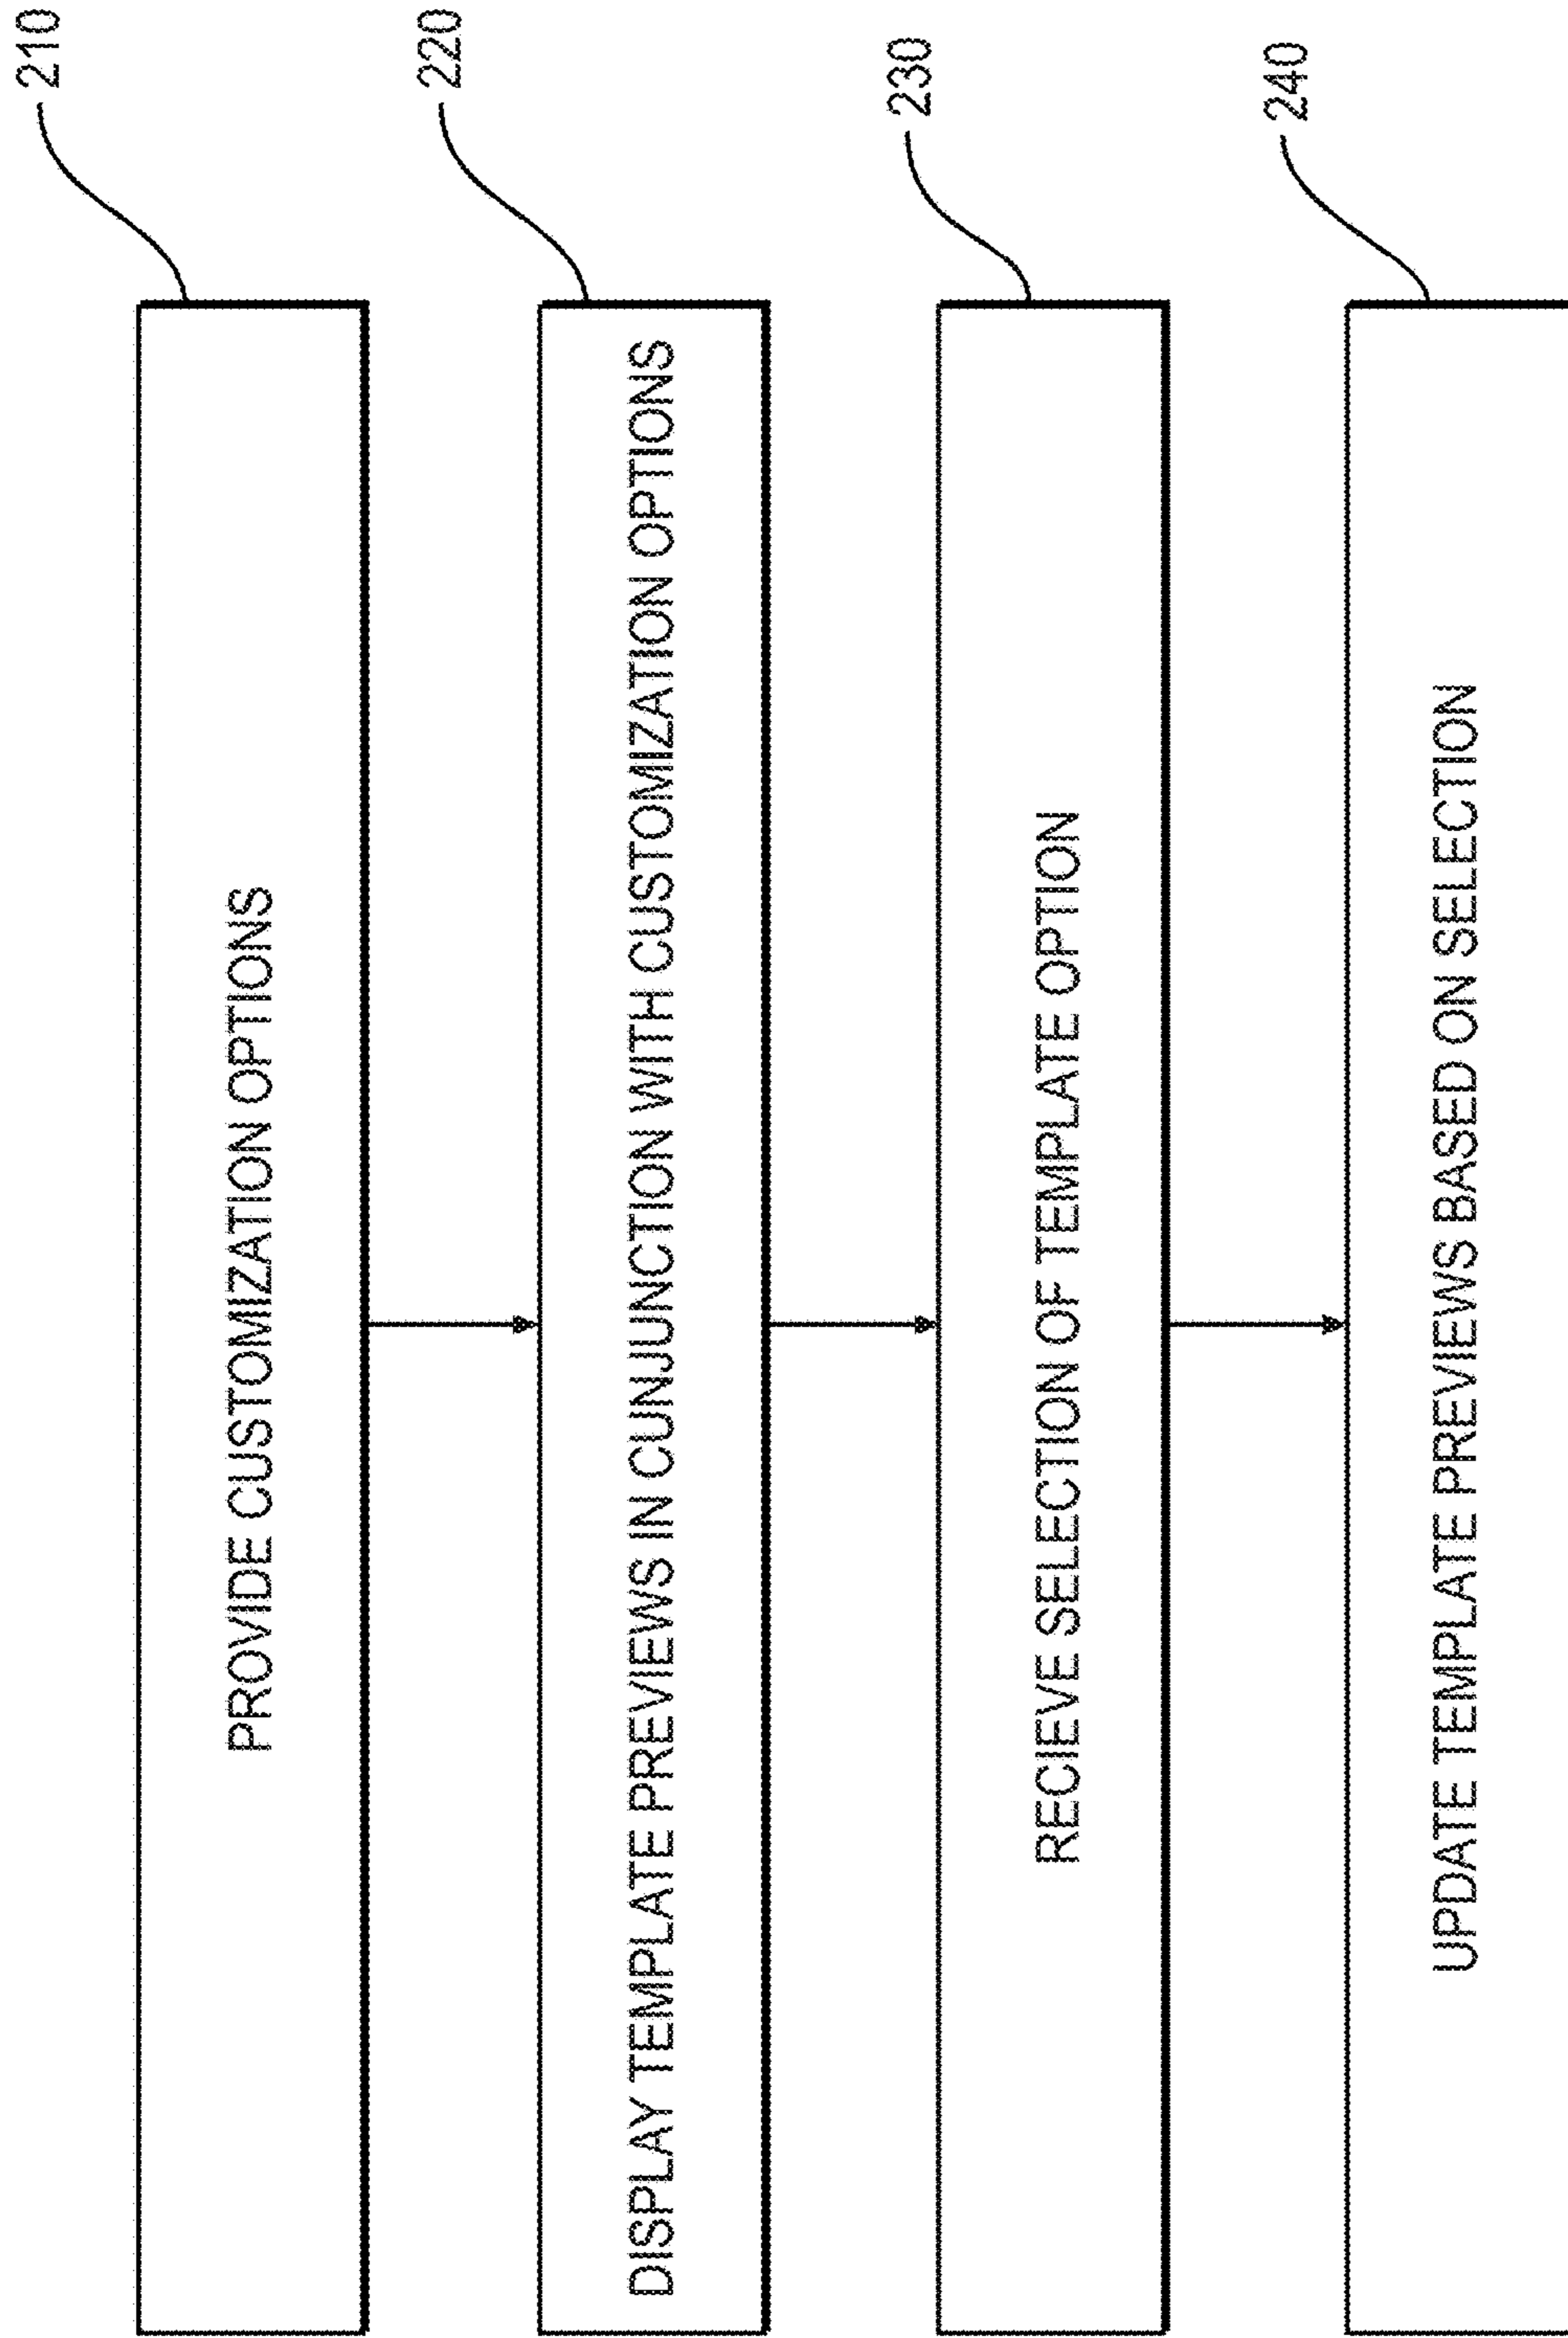 210
PROVIDE CUSTOMIZATION OPTIONS
220
DISPLAY TEMPLATE PREVIEWS IN CUNJUNCTION WITH CUSTOMIZATION OPTIONS
230
RECIEVE SELECTION OF TEMPLATE OPTION
240
UPDATE TEMPLATE PREVIEWS BASED ON SELECTION